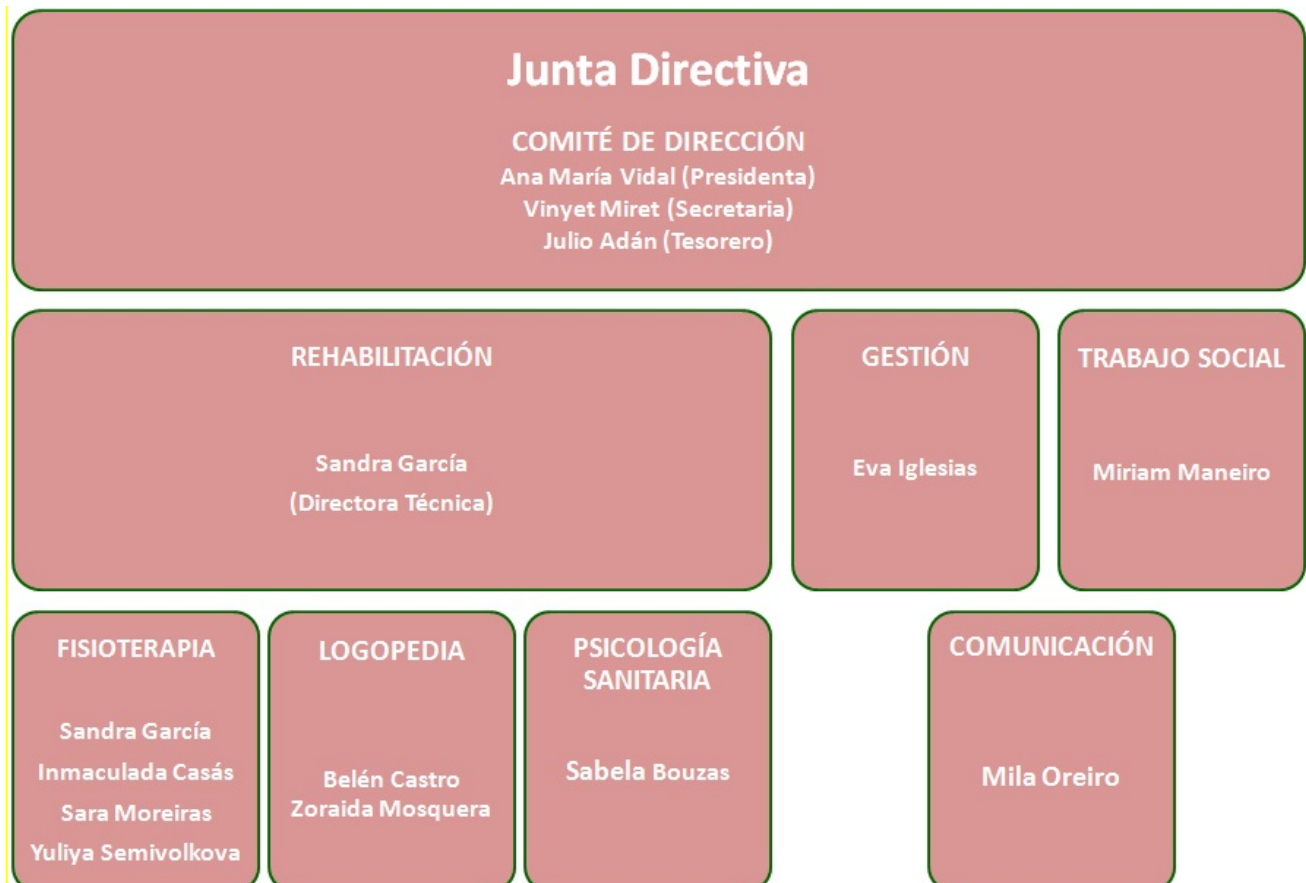 Junta Directiva
COMITÉ DE DIRECCIÓN
Ana María Vidal (Presidenta)
Vinyet Miret (Secretaria)
Julio Adán (Tesorero)
REHABILITACIÓN
Sandra García
(Directora Técnica)
GESTIÓN
Eva Iglesias
TRABAJO SOCIAL
Miriam Maneiro
FISIOTERAPIA
Sandra García
Inmaculada Casás
Sara Moreiras
Yuliya Semivolkova
LOGOPEDIA
Belén Castro
Zoraida Mosquera
PSICOLOGÍA
SANITARIA
Sabela Bouzas
COMUNICACIÓN
Mila Oreiro